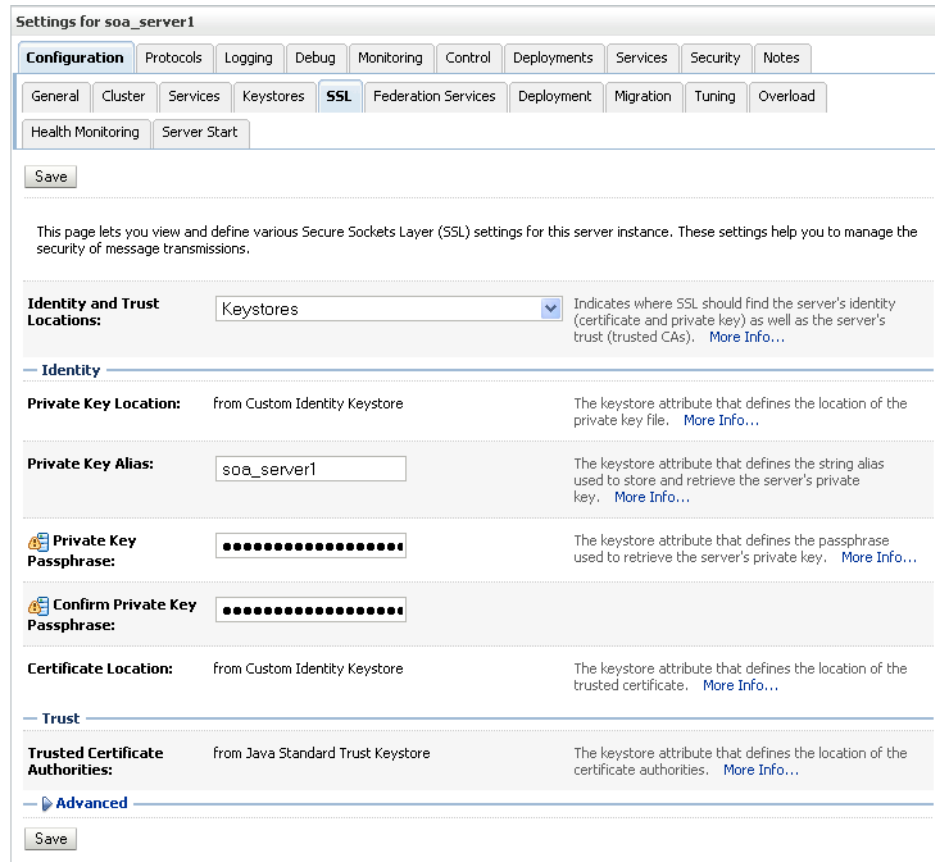 Settings for soa_server1
Configuration Protocols Logging Debug Monitoring Control Deployments Services Security Notes
General Cluster Services Keystores SSL Federation Services Deployment Migration Tuning Overload
Health Monitoring Server Start
Save
This page lets you view and define various Secure Sockets Layer (SSL) settings for this server instance. These settings help you to manage the
security of message transmissions.
Identity and Trust
Locations:
Keystores
Indicates where SSL should find the server's identity
(certificate and private key) as well as the server's
trust (trusted CAs). More Info...
Identity
Private Key Location:
from Custom Identity Keystore
The keystore attribute that defines the location of the
private key file. More Info...
Private Key Alias:
soa_server1
The keystore attribute that defines the string alias
used to store and retrieve the server's private
key. More Info...
Private Key
Passphrase:
●●●●●●●●●●●●●●●●●●
The keystore attribute that defines the passphrase
used to retrieve the server's private key. More Info...
Confirm Private Key
Passphrase:
●●●●●●●●●●●●●●●●●●
Certificate Location:
from Custom Identity Keystore
The keystore attribute that defines the location of the
trusted certificate. More Info...
Trust
Trusted Certificate
Authorities:
from Java Standard Trust Keystore
The keystore attribute that defines the location of the
certificate authorities. More Info...
Advanced
Save